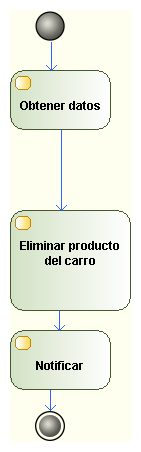 Obtener datos
Eliminar producto
del carro
Notificar